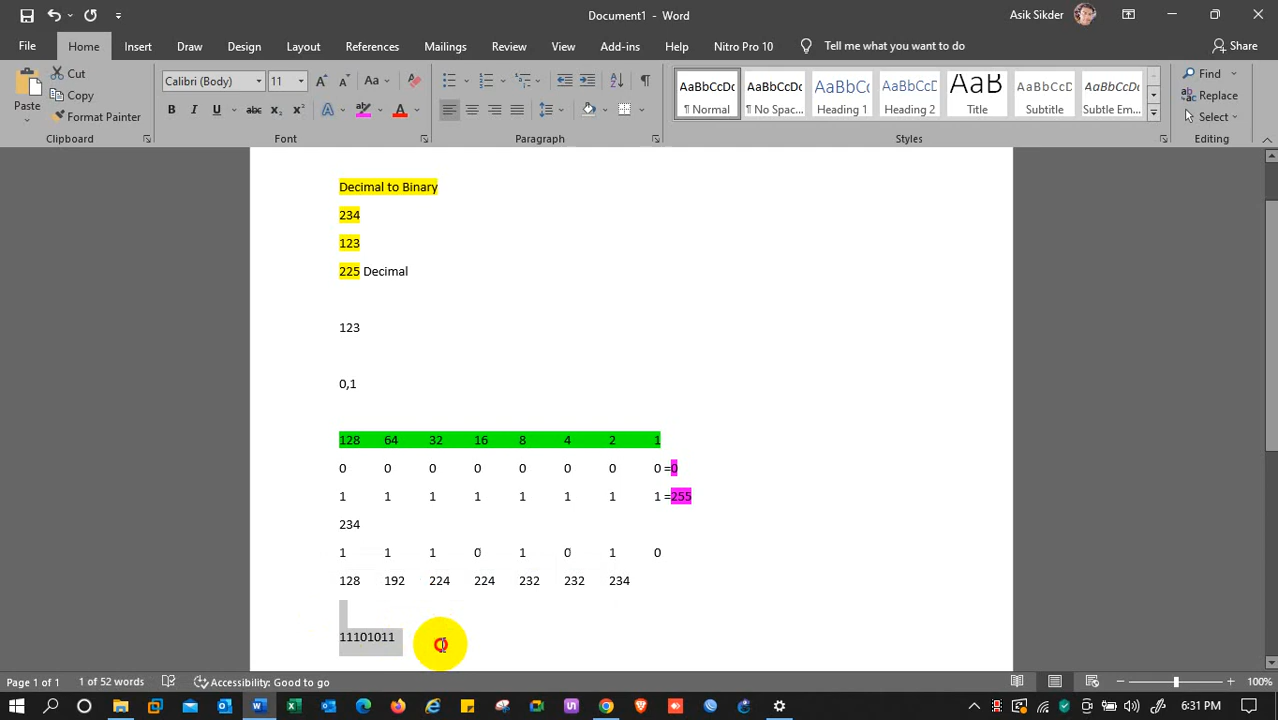 Document1 - Word
Asik Sikder
File Home Insert Draw Design Layout References Mailings Review View Add-ins Help Nitro Pro 10 Tell me what you want to do Share
Paste
Cut
Copy
Format Painter
Clipboard
Calibri (Body) 11
Font
Paragraph
AaBbCcDc AaBbCcDc AaBbCc AaBbCcD AaB AaBbCcD AaBbCcDc
¶ Normal ¶ No Spac... Heading 1 Heading 2 Title Subtitle Subtle Em...
Styles
Find
Replace
Select
Editing
Decimal to Binary
234
123
225 Decimal
123
0,1
128 64 32 16 8 4 2 1
0 0 0 0 0 0 0 0 =0
1 1 1 1 1 1 1 1 =255
234
1 1 1 0 1 0 1 0
128 192 224 224 232 232 234
11101011
Page 1 of 1 1 of 52 words Accessibility: Good to go 100%
6:31 PM